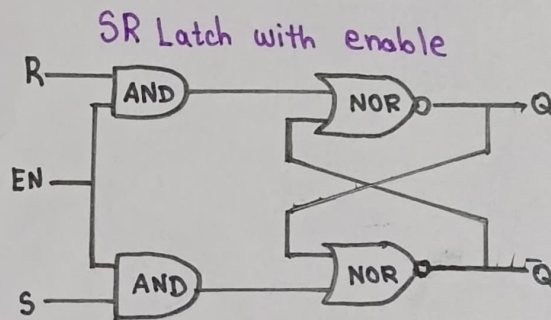 SR Latch with enable
R
AND
NOR
Q
EN
AND
NOR
Q̅
S